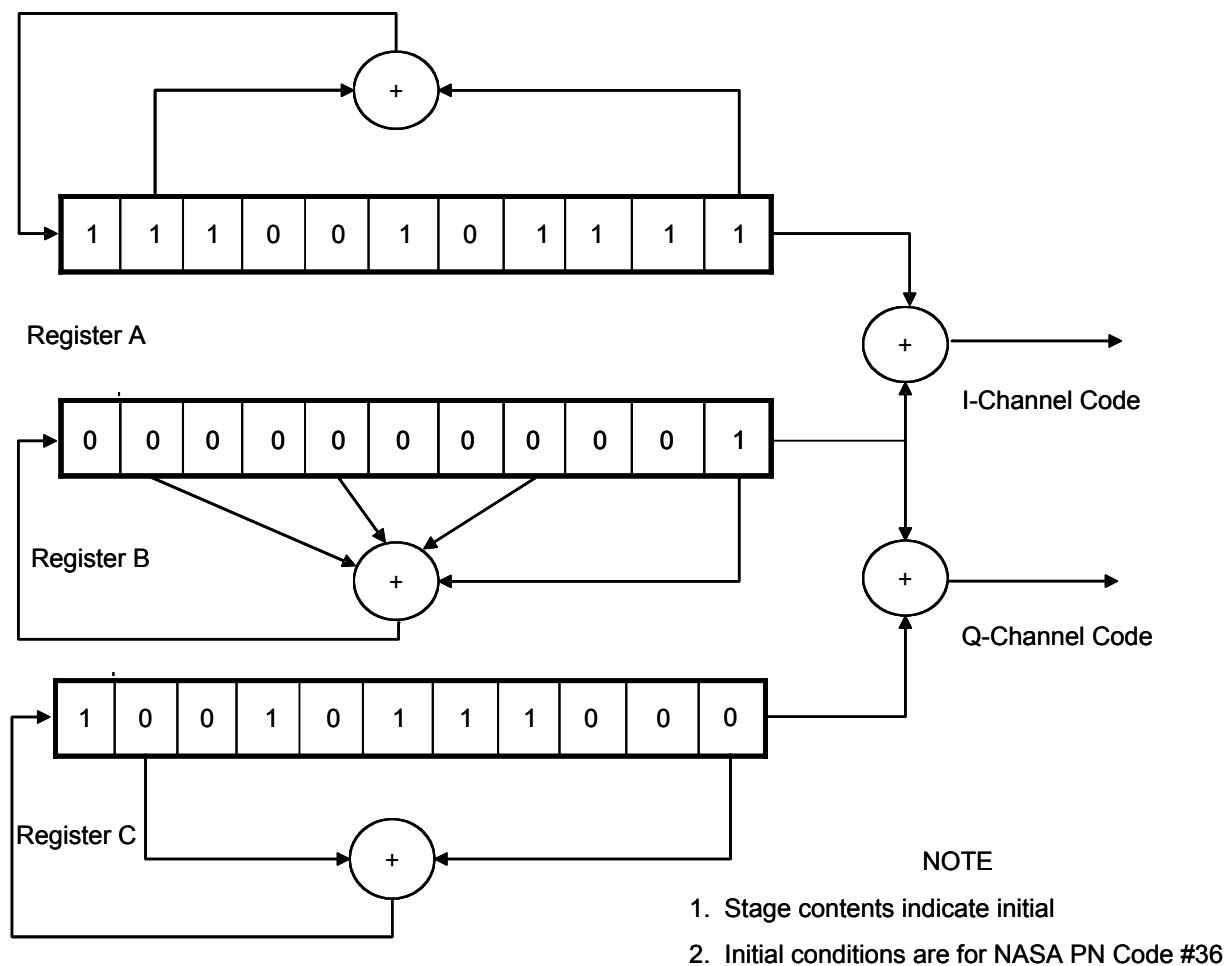 +
1 1 1 0 0 1 0 1 1 1 1
Register A
+
I-Channel Code
0 0 0 0 0 0 0 0 0 0 1
Register B
+
+
Q-Channel Code
1 0 0 1 0 1 1 1 0 0 0
Register C
+
NOTE
1. Stage contents indicate initial
2. Initial conditions are for NASA PN Code #36